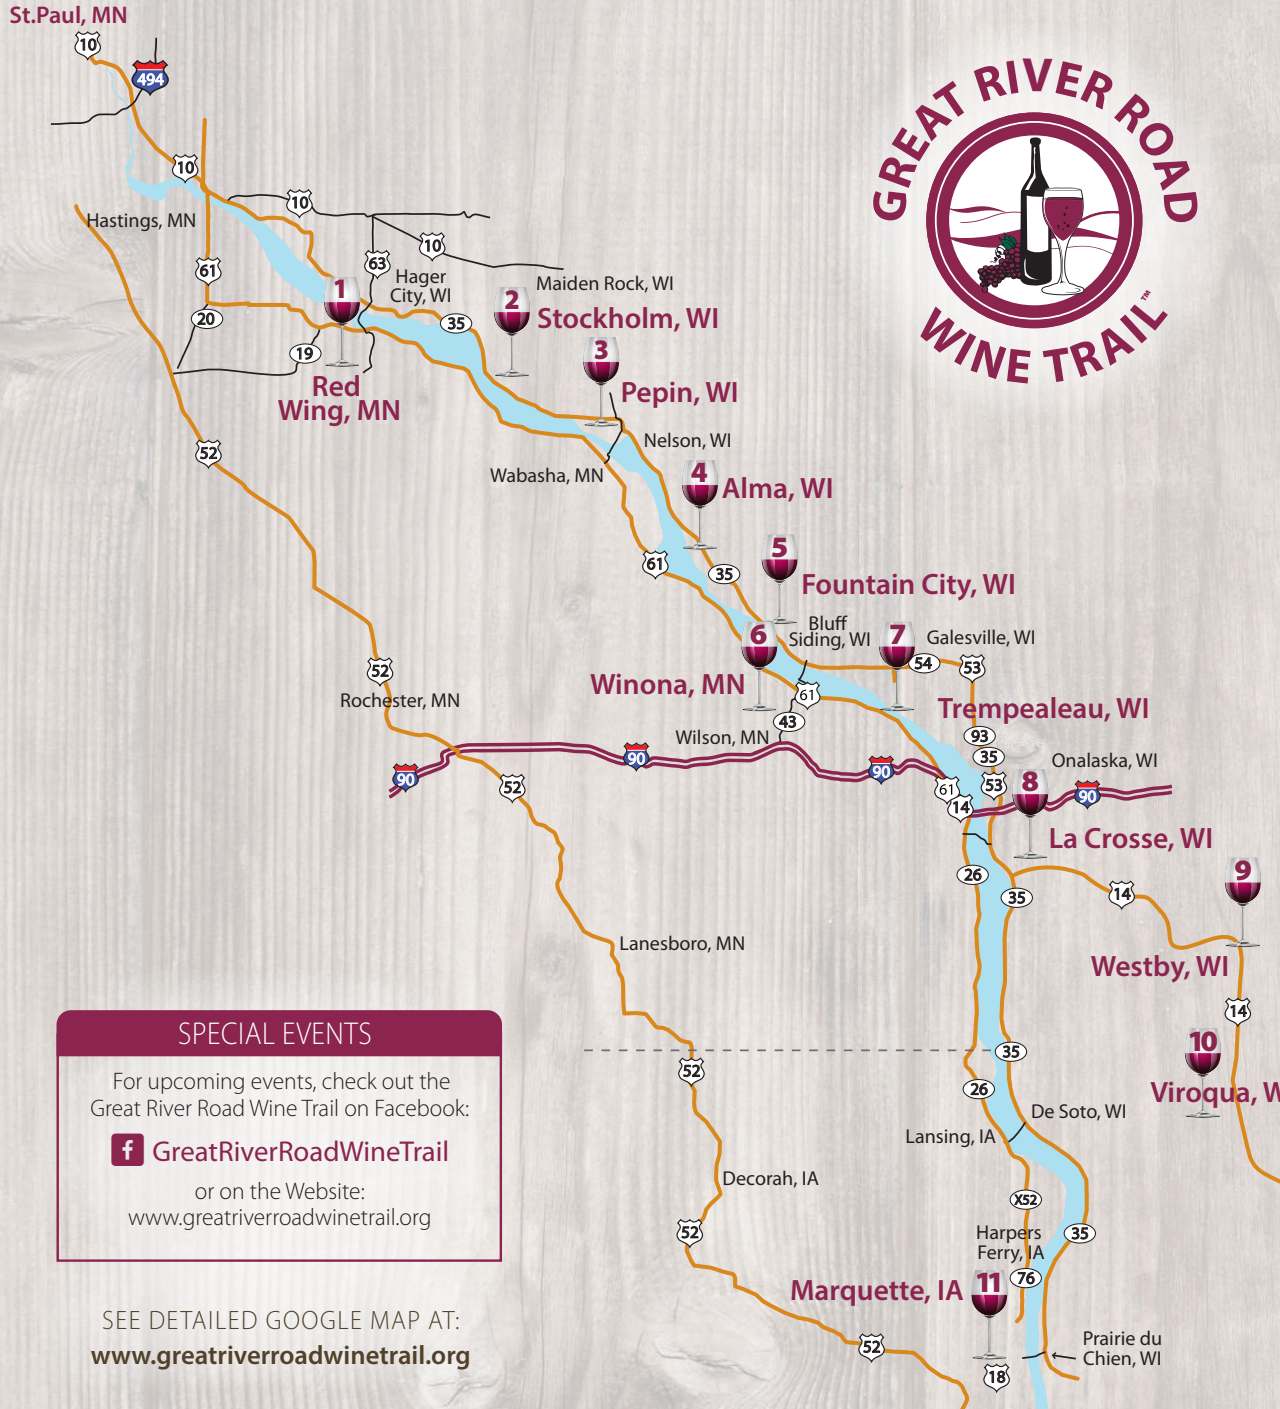 St.Paul, MN
10
494
GREAT RIVER ROAD
WINE TRAIL™
10
10
Hastings, MN
10
61
63
Hager
City, WI
1
2
Maiden Rock, WI
Stockholm, WI
20
35
19
3
Red
Wing, MN
Pepin, WI
52
Nelson, WI
Wabasha, MN
4
Alma, WI
61
35
5
Fountain City, WI
6
Bluff
Siding, WI
7
Galesville, WI
54
53
52
Rochester, MN
Winona, MN
61
43
Trempealeau, WI
Wilson, MN
93
35
Onalaska, WI
90
90
90
52
61
53
14
8
90
La Crosse, WI
26
35
14
9
Lanesboro, MN
Westby, WI
14
SPECIAL EVENTS
For upcoming events, check out the
Great River Road Wine Trail on Facebook:
f GreatRiverRoadWineTrail
or on the Website:
www.greatriverroadwinetrail.org
10
Viroqua, W
35
52
26
De Soto, WI
Lansing, IA
Decorah, IA
X52
52
Harpers
Ferry, IA
35
76
Marquette, IA
11
SEE DETAILED GOOGLE MAP AT:
www.greatriverroadwinetrail.org
52
Prairie du
Chien, WI
18